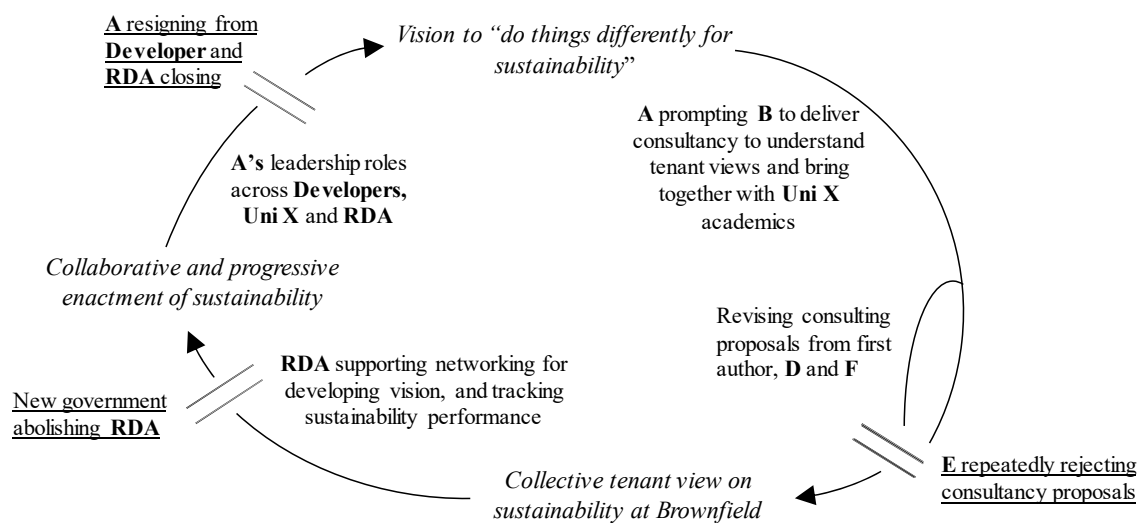 A resigning from
Developer and
RDA closing
Vision to “do things differently for
sustainability”
A prompting B to deliver
consultancy to understand
tenant views and bring
together with Uni X
academics
A’s leadership roles
across Developers,
Uni X and RDA
Collaborative and progressive
enactment of sustainability
Revising consulting
proposals from first
author, D and F
RDA supporting networking for
developing vision, and tracking
sustainability performance
New government
abolishing RDA
E repeatedly rejecting
consultancy proposals
Collective tenant view on
sustainability at Brownfield